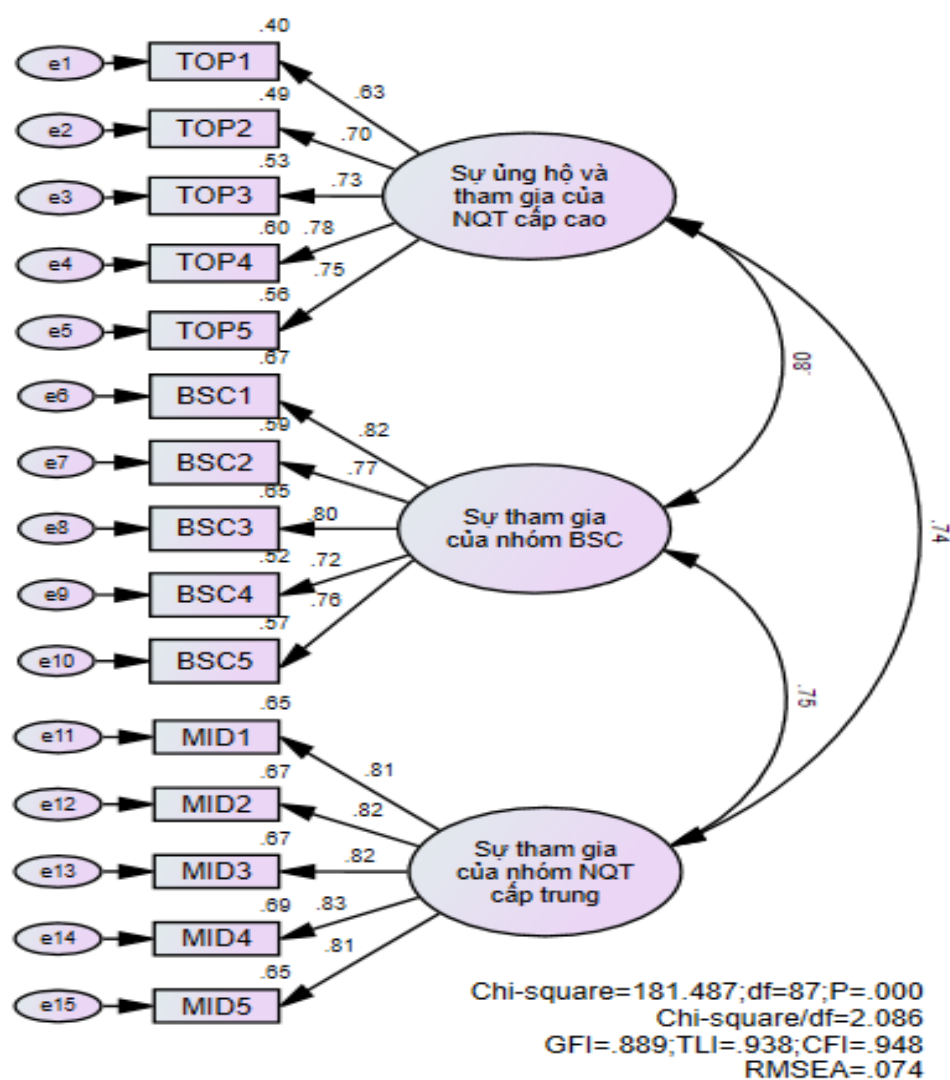 .40
e1
TOP1
.63
.49
e2
TOP2
.70
.53
e3
TOP3
.73
.60
e4
TOP4
.78
.56
e5
TOP5
.75
Sự ủng hộ và
tham gia của
NQT cấp cao
.67
e6
BSC1
.82
.59
e7
BSC2
.77
.65
e8
BSC3
.80
.52
e9
BSC4
.72
.57
e10
BSC5
.76
Sự tham gia
của nhóm BSC
.65
e11
MID1
.81
.67
e12
MID2
.82
.67
e13
MID3
.82
.69
e14
MID4
.83
.65
e15
MID5
.81
Sự tham gia
của nhóm NQT
cấp trung
.80
.74
.75
Chi-square=181.487;df=87;P=.000
Chi-square/df=2.086
GFI=.889;TLI=.938;CFI=.948
RMSEA=.074